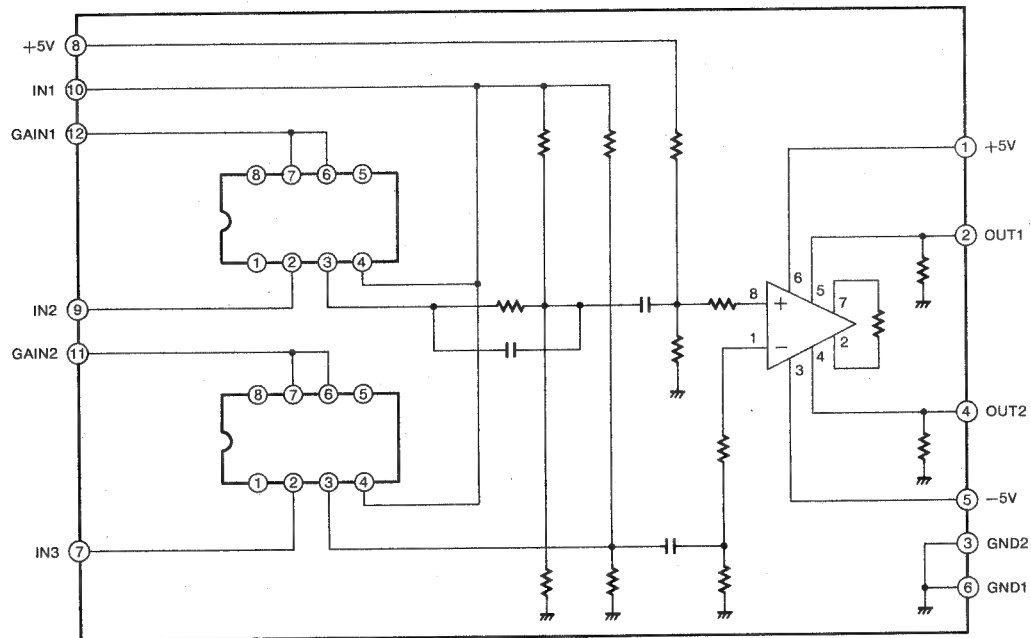 +5V 8
IN1 10
GAIN1 12
8 7 6 5
1 2 3 4
IN2 9
GAIN2 11
8 7 6 5
1 2 3 4
IN3 7
8 +
1 −
6
5
7
2
4
3
1 +5V
2 OUT1
4 OUT2
5 −5V
3 GND2
6 GND1